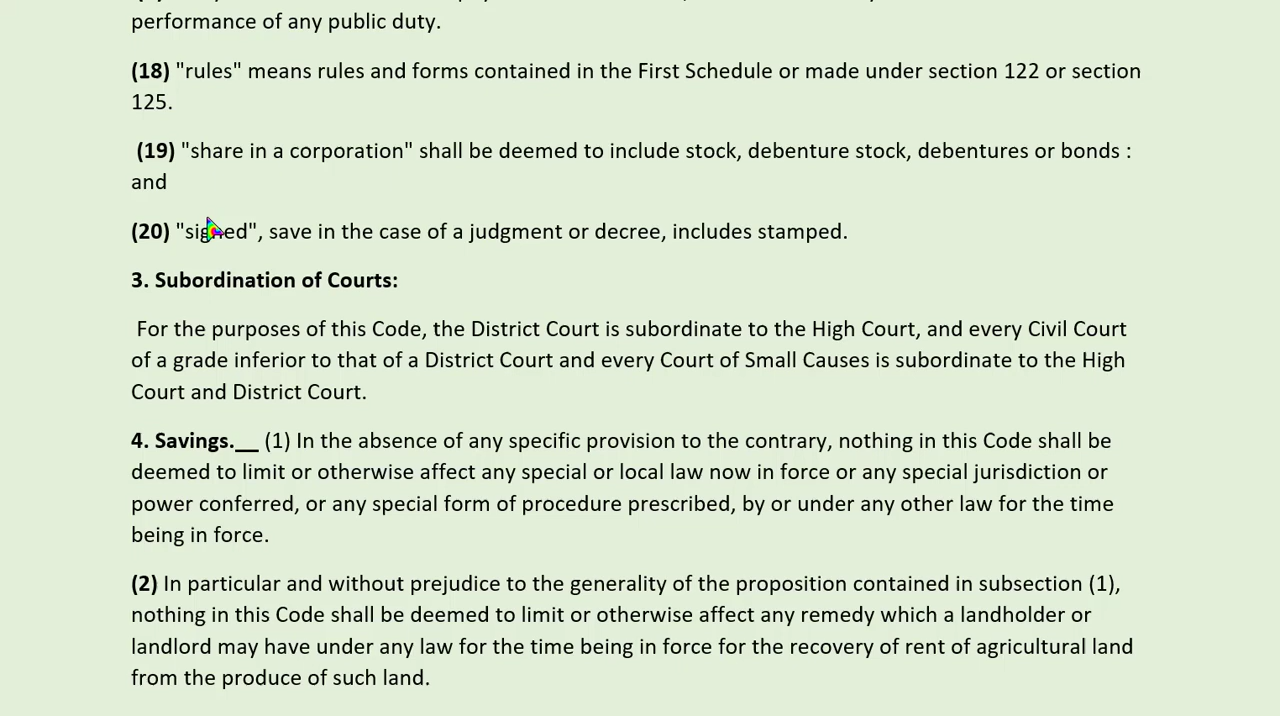 performance of any public duty.
(18) "rules" means rules and forms contained in the First Schedule or made under section 122 or section
125.
(19) "share in a corporation" shall be deemed to include stock, debenture stock, debentures or bonds :
and
(20) "signed", save in the case of a judgment or decree, includes stamped.
3. Subordination of Courts:
For the purposes of this Code, the District Court is subordinate to the High Court, and every Civil Court
of a grade inferior to that of a District Court and every Court of Small Causes is subordinate to the High
Court and District Court.
4. Savings.__ (1) In the absence of any specific provision to the contrary, nothing in this Code shall be
deemed to limit or otherwise affect any special or local law now in force or any special jurisdiction or
power conferred, or any special form of procedure prescribed, by or under any other law for the time
being in force.
(2) In particular and without prejudice to the generality of the proposition contained in subsection (1),
nothing in this Code shall be deemed to limit or otherwise affect any remedy which a landholder or
landlord may have under any law for the time being in force for the recovery of rent of agricultural land
from the produce of such land.